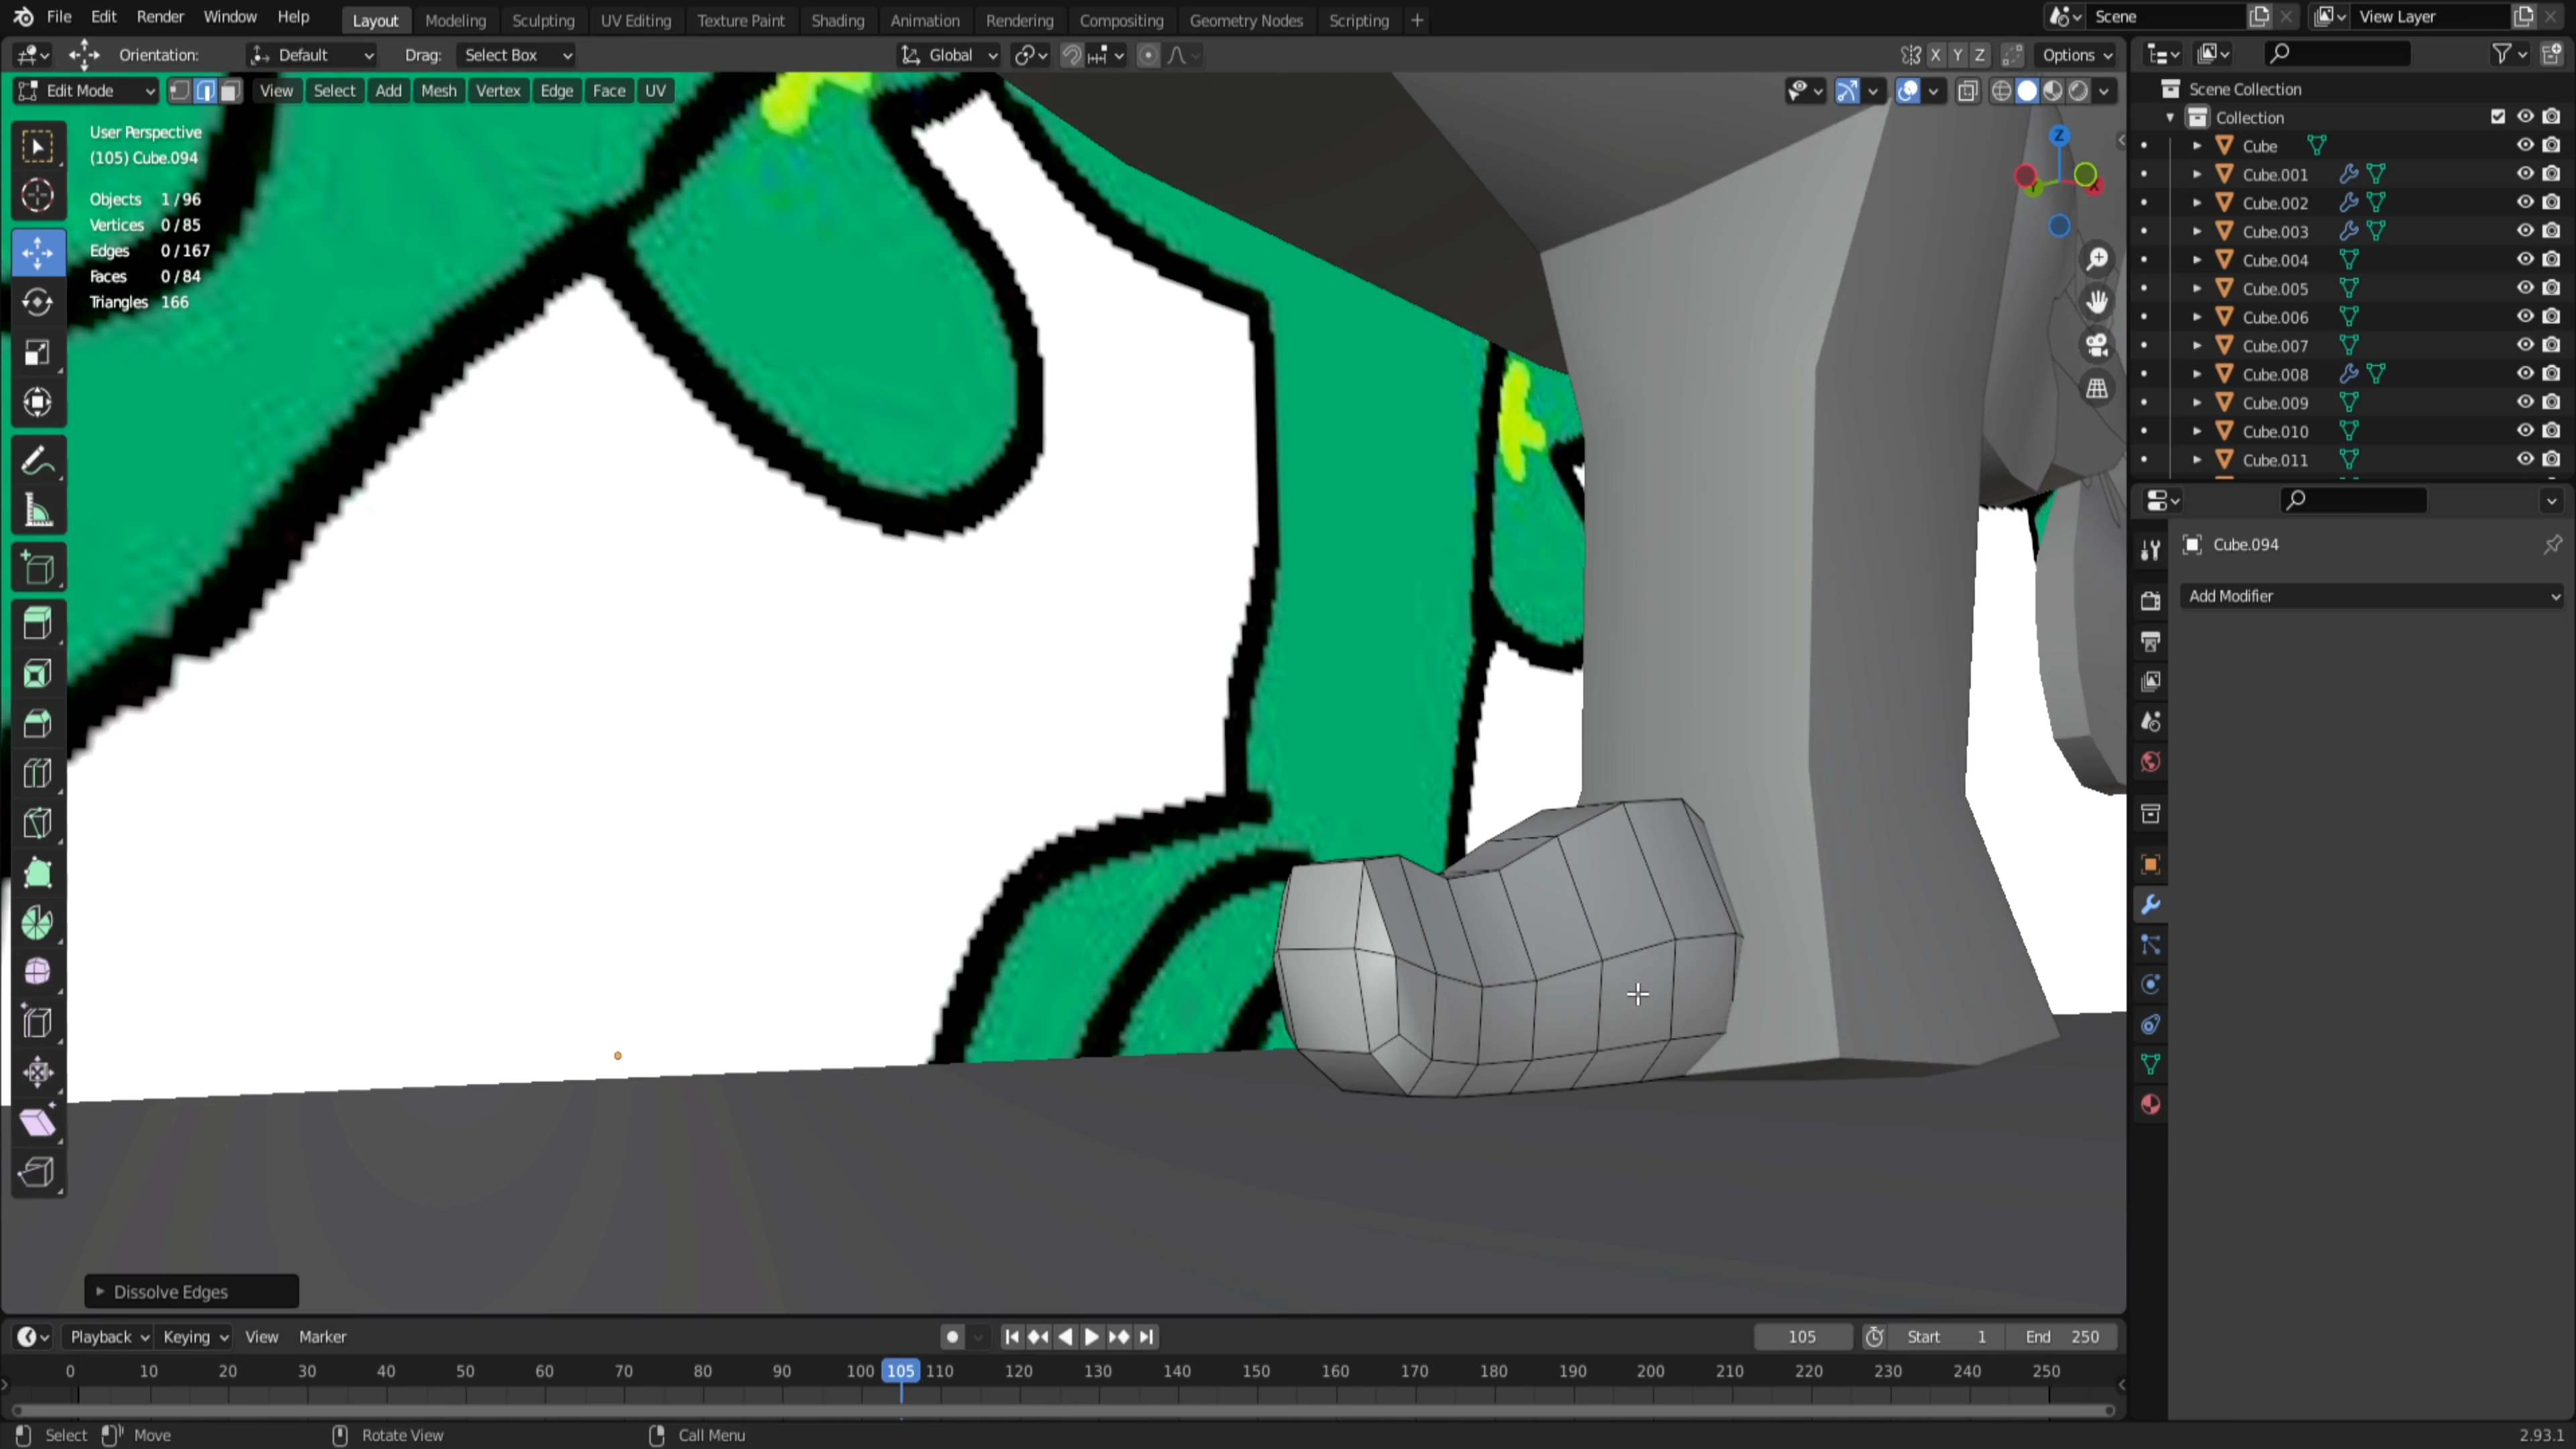 File Edit Render Window Help Layout Modeling Sculpting UV Editing Texture Paint Shading Animation Rendering Compositing Geometry Nodes Scripting + Scene View Layer
Orientation: Default Drag: Select Box Global X Y Z Options
Edit Mode View Select Add Mesh Vertex Edge Face UV
User Perspective
(105) Cube.094
Objects 1 / 96
Vertices 0 / 85
Edges 0 / 167
Faces 0 / 84
Triangles 166
Z
Y
X
Scene Collection
Collection
Cube
Cube.001
Cube.002
Cube.003
Cube.004
Cube.005
Cube.006
Cube.007
Cube.008
Cube.009
Cube.010
Cube.011
Cube.094
Add Modifier
Dissolve Edges
Playback Keying View Marker 105 Start 1 End 250
0 10 20 30 40 50 60 70 80 90 100 105 110 120 130 140 150 160 170 180 190 200 210 220 230 240 250
Select Move Rotate View Call Menu 2.93.1